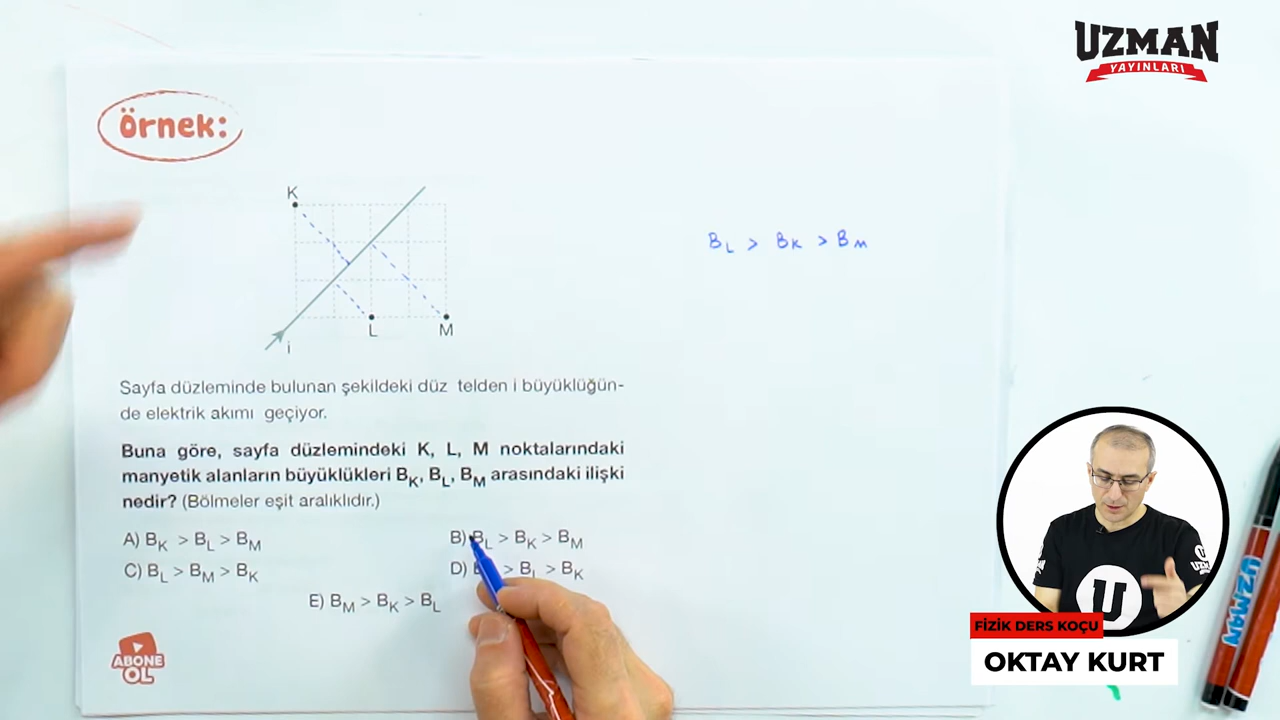 UZMAN
YAYINLARI
örnek:
K
L
M
i
B_L > B_K > B_M
Sayfa düzleminde bulunan şekildeki düz telden i büyüklüğün-
de elektrik akımı geçiyor.
Buna göre, sayfa düzlemindeki K, L, M noktalarındaki
manyetik alanların büyüklükleri B_K, B_L, B_M arasındaki ilişki
nedir? (Bölmeler eşit aralıklıdır.)
A) B_K > B_L > B_M
B) B_L > B_K > B_M
C) B_L > B_M > B_K
D) > B_L > B_K
E) B_M > B_K > B_L
ABONE
OL
U
FİZİK DERS KOÇU
OKTAY KURT
UZMAN